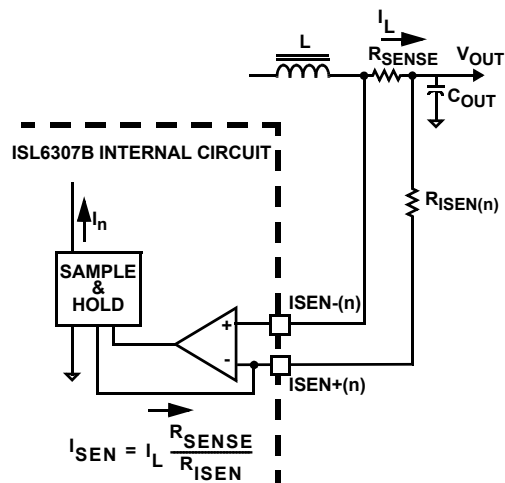 I_L
L
R_SENSE
V_OUT
C_OUT
ISL6307B INTERNAL CIRCUIT
R_ISEN(n)
I_n
SAMPLE
&
HOLD
+
ISEN-(n)
-
ISEN+(n)
I_SEN = I_L R_SENSE / R_ISEN